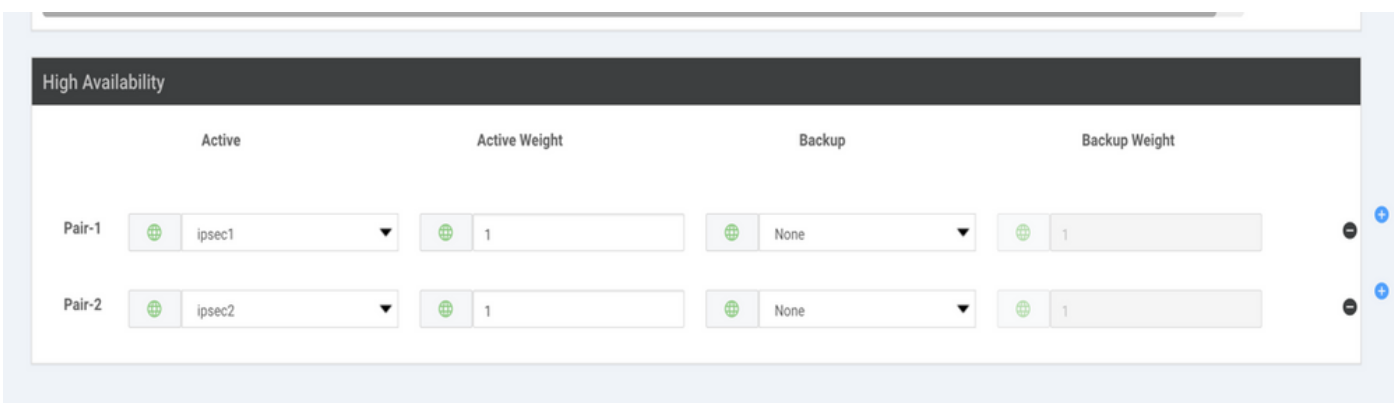 High Availability
Active Active Weight Backup Backup Weight
Pair-1 ipsec1 1 None 1
Pair-2 ipsec2 1 None 1